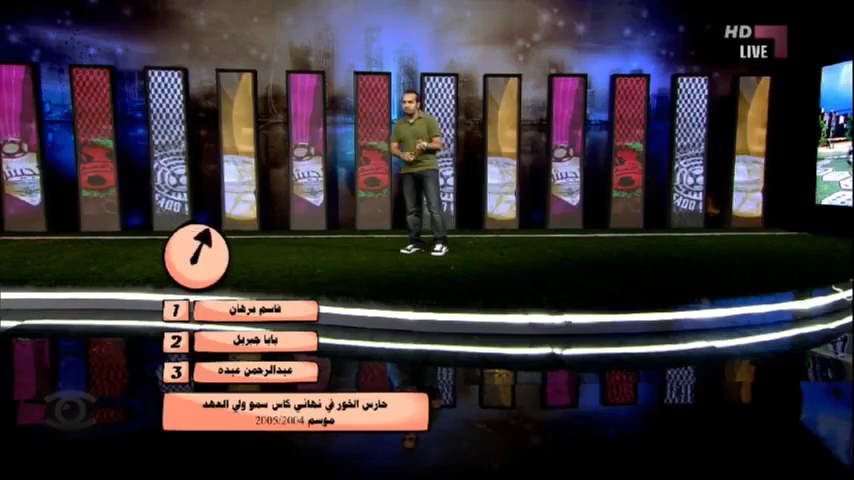 HD
LIVE
1 قاسم برهان
2 بابا جبريل
3 عبدالرحمن عبده
حارس الخور في نهائي كاس سمو ولي العهد
موسم 2005/2004